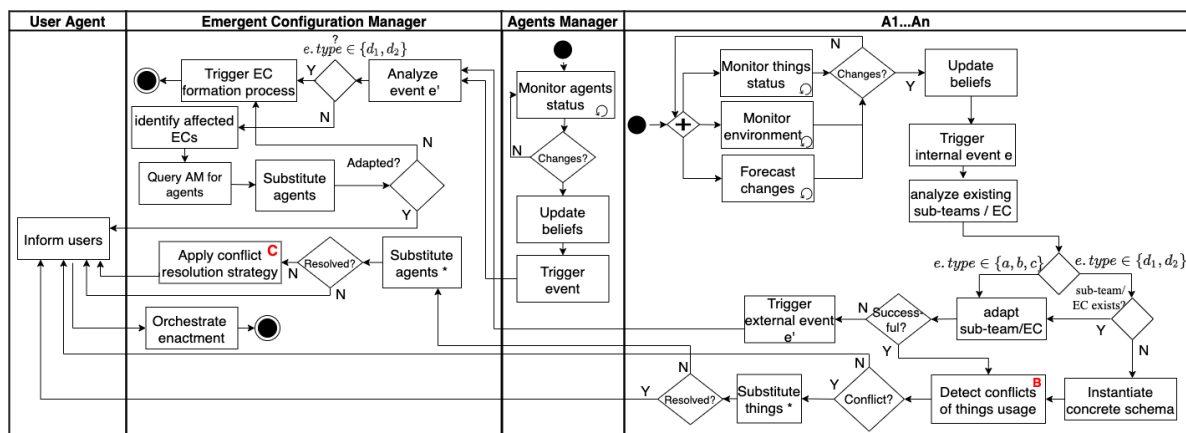 User Agent
Emergent Configuration Manager
Agents Manager
A1...An
?
e.type ∈ {d₁, d₂}
Y
N
Trigger EC
formation process
Analyze
event e'
identify affected
ECs
Query AM for
agents
Substitute
agents
Adapted?
N
Y
Inform users
Apply conflict
resolution strategy
C
Resolved?
N
N
Substitute
agents *
Orchestrate
enactment
Monitor agents
status
N
Changes?
Update
beliefs
Trigger
event
N
Monitor things
status
Changes?
Y
Update
beliefs
Monitor
environment
Forecast
changes
Trigger
internal event e
analyze existing
sub-teams / EC
e.type ∈ {a, b, c}
e.type ∈ {d₁, d₂}
sub-team/
EC exists?
Y
N
Trigger
external event
e'
N
Success-
ful?
Y
adapt
sub-team/EC
Y
Resolved?
N
Substitute
things *
Y
Conflict?
N
Detect conflicts
of things usage
B
Instantiate
concrete schema